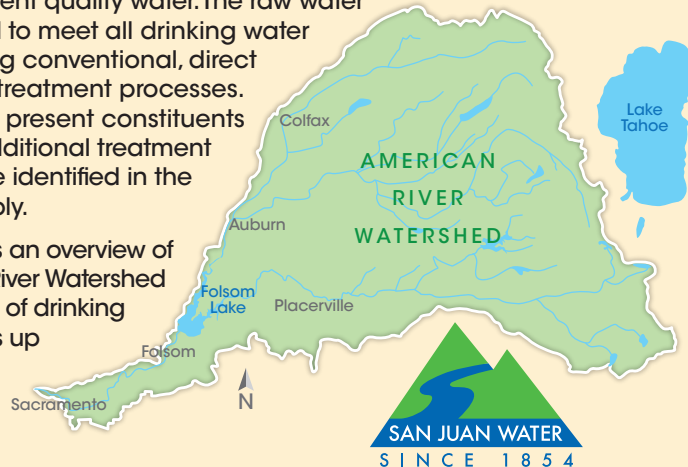 ent quality water. The raw water
d to meet all drinking water
g conventional, direct
treatment processes.
present constituents
dditional treatment
e identified in the
ply.
s an overview of
River Watershed
of drinking
s up
Colfax
AMERICAN
RIVER
WATERSHED
Lake
Tahoe
Auburn
Folsom
Lake
Placerville
Folsom
Sacramento
N
SAN JUAN WATER
SINCE 1854